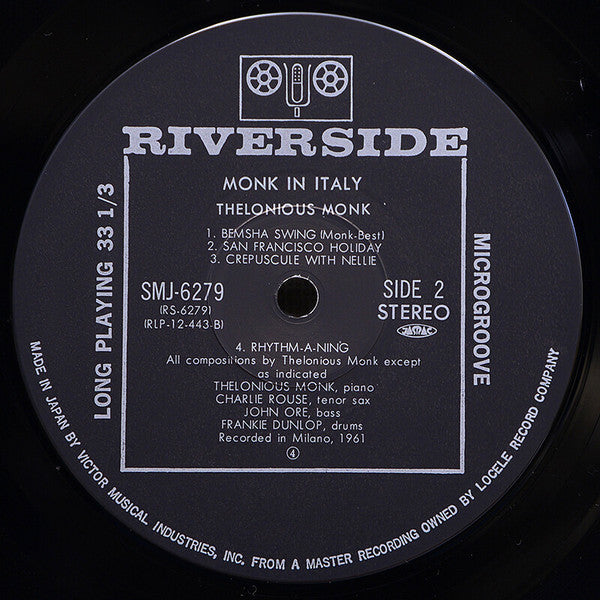 RIVERSIDE
MONK IN ITALY
THELONIOUS MONK
1. BEMSHA SWING (Monk-Best)
2. SAN FRANCISCO HOLIDAY
3. CREPUSCULE WITH NELLIE
SMJ-6279
(RS-6279)
(RLP-12-443-B)
SIDE 2
STEREO
JASRAC
4. RHYTHM-A-NING
All compositions by Thelonious Monk except
as indicated
THELONIOUS MONK, piano
CHARLIE ROUSE, tenor sax
JOHN ORE, bass
FRANKIE DUNLOP, drums
Recorded in Milano, 1961
④
LONG PLAYING 33 1/3
MICROGROOVE
MADE IN JAPAN BY VICTOR MUSICAL INDUSTRIES, INC. FROM A MASTER RECORDING OWNED BY LOCELE RECORD COMPANY